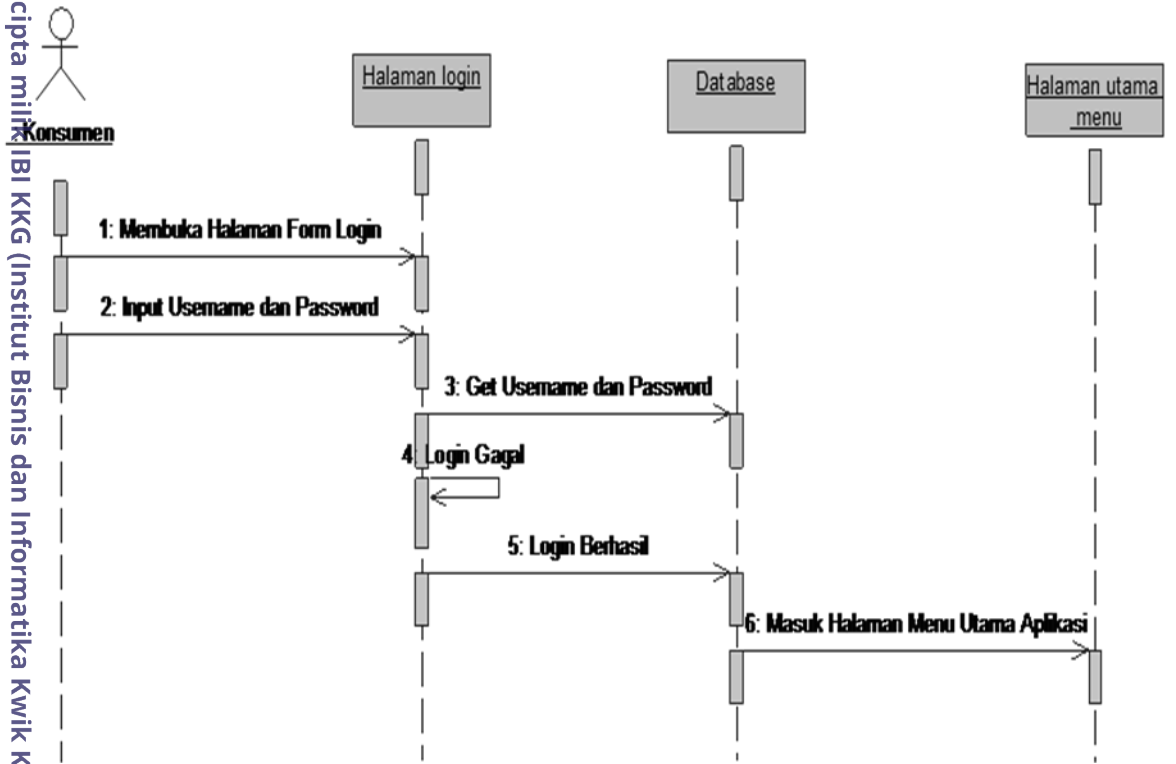 cipta milik IBI KKG (Institut Bisnis dan Informatika Kwik K
Konsumen
Halaman login
Database
Halaman utama
menu
1: Membuka Halaman Form Login
2: Input Username dan Password
3: Get Username dan Password
4: Login Gagal
5: Login Berhasil
6: Masuk Halaman Menu Utama Aplikasi